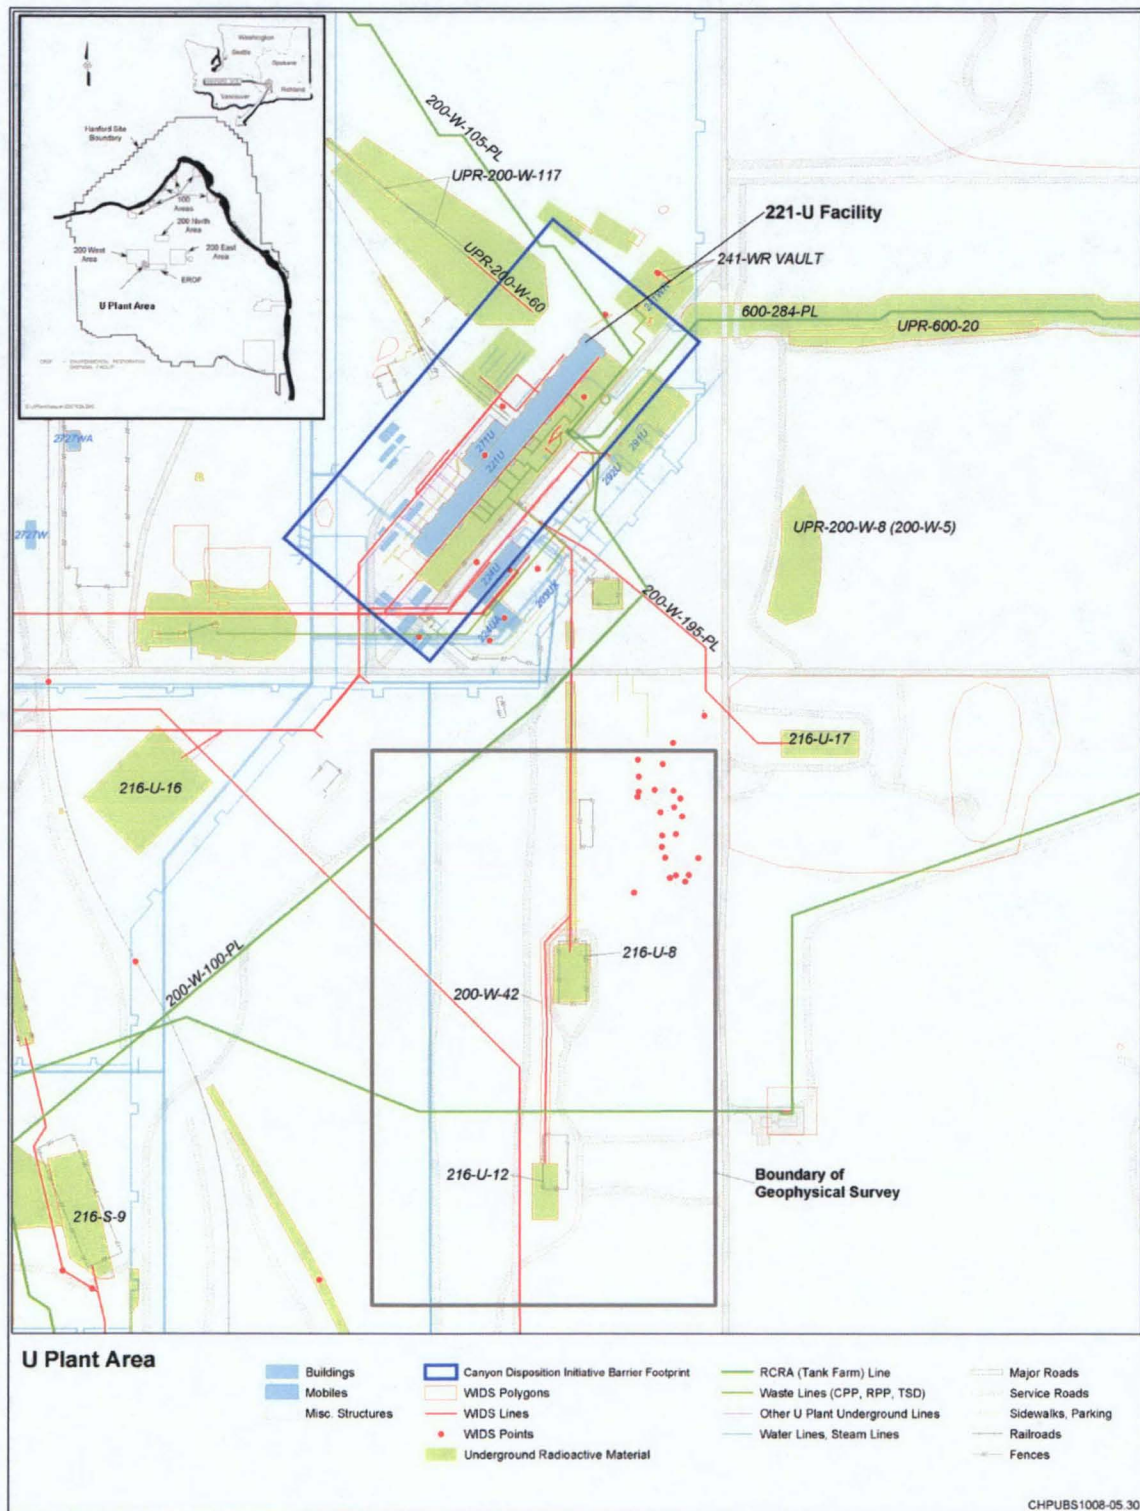 Washington
Seattle
Spokane
Richland
Vancouver
Hanford Site
Boundary
100
Areas
200 North
Area
200 West
Area
200 East
Area
ERDF
U Plant Area
200-W-105-PL
UPR-200-W-117
UPR-200-W-60
221-U Facility
241-WR VAULT
241WR
600-284-PL
UPR-600-20
2727WA
2727W
271U
221U
291U
292U
224U
224UA
203UX
UPR-200-W-8 (200-W-5)
200-W-195-PL
216-U-17
216-U-16
200-W-100-PL
216-U-8
200-W-42
216-U-12
216-S-9
Boundary of
Geophysical Survey
U Plant Area
Buildings
Mobiles
Misc. Structures
Canyon Disposition Initiative Barrier Footprint
WIDS Polygons
WIDS Lines
WIDS Points
Underground Radioactive Material
RCRA (Tank Farm) Line
Waste Lines (CPP, RPP, TSD)
Other U Plant Underground Lines
Water Lines, Steam Lines
Major Roads
Service Roads
Sidewalks, Parking
Railroads
Fences
CHPUBS1008-05.30